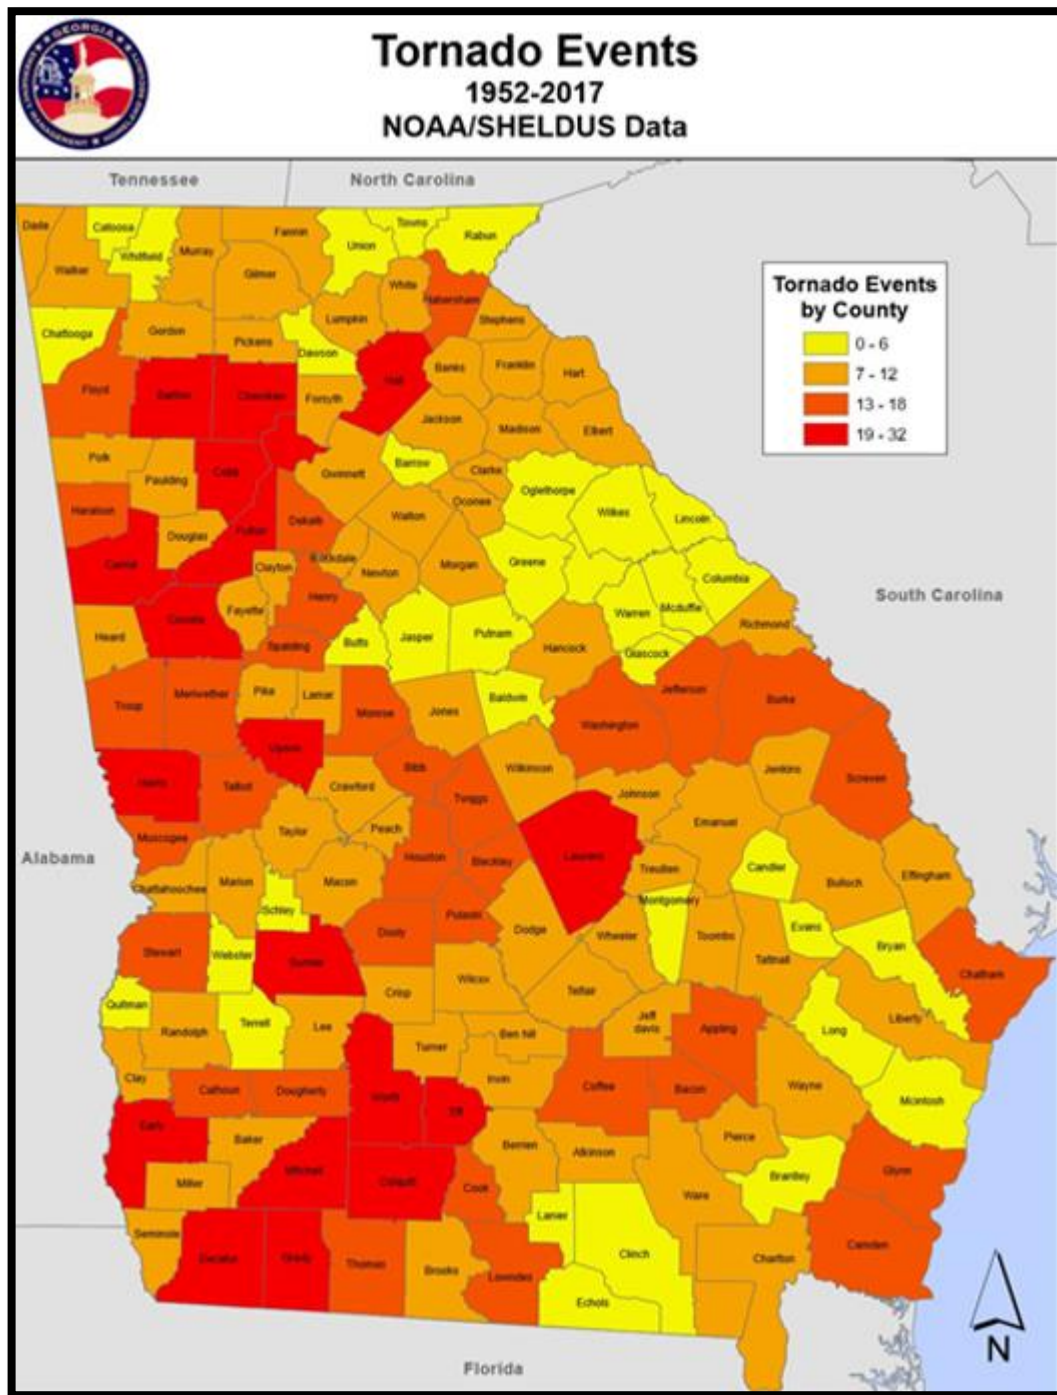 GEORGIA
Tornado Events
1952-2017
NOAA/SHELDUS Data
Tennessee
North Carolina
Dade
Catoosa
Fannin
Union
Towns
Rabun
Whitfield
Murray
Walker
Gilmer
White
Habersham
Tornado Events
by County
0 - 6
7 - 12
13 - 18
19 - 32
Chattooga
Gordon
Pickens
Lumpkin
Stephens
Dawson
Floyd
Bartow
Cherokee
Hall
Banks
Franklin
Hart
Forsyth
Jackson
Madison
Elbert
Polk
Paulding
Cobb
Gwinnett
Barrow
Clarke
Oconee
Oglethorpe
Haralson
Douglas
Fulton
Dekalb
Walton
Wilkes
Lincoln
Carroll
Clayton
Rockdale
Newton
Morgan
Greene
Columbia
South Carolina
Fayette
Henry
Warren
Mcduffie
Heard
Coweta
Spalding
Butts
Jasper
Putnam
Hancock
Glascock
Richmond
Troup
Meriwether
Pike
Lamar
Monroe
Jones
Baldwin
Washington
Jefferson
Burke
Upson
Harris
Talbot
Crawford
Bibb
Twiggs
Wilkinson
Johnson
Jenkins
Screven
Muscogee
Taylor
Peach
Emanuel
Alabama
Houston
Bleckley
Laurens
Treutlen
Candler
Bulloch
Effingham
Chattahoochee
Marion
Macon
Schley
Pulaski
Dodge
Montgomery
Wheeler
Toombs
Evans
Bryan
Stewart
Webster
Sumter
Dooly
Wilcox
Telfair
Tattnall
Chatham
Quitman
Randolph
Terrell
Lee
Crisp
Turner
Ben Hill
Jeff
davis
Appling
Long
Liberty
Clay
Calhoun
Dougherty
Worth
Tift
Irwin
Coffee
Bacon
Wayne
Mcintosh
Early
Baker
Mitchell
Colquitt
Berrien
Atkinson
Pierce
Miller
Cook
Lanier
Ware
Brantley
Glynn
Seminole
Decatur
Grady
Thomas
Brooks
Lowndes
Clinch
Echols
Charlton
Camden
Florida
N